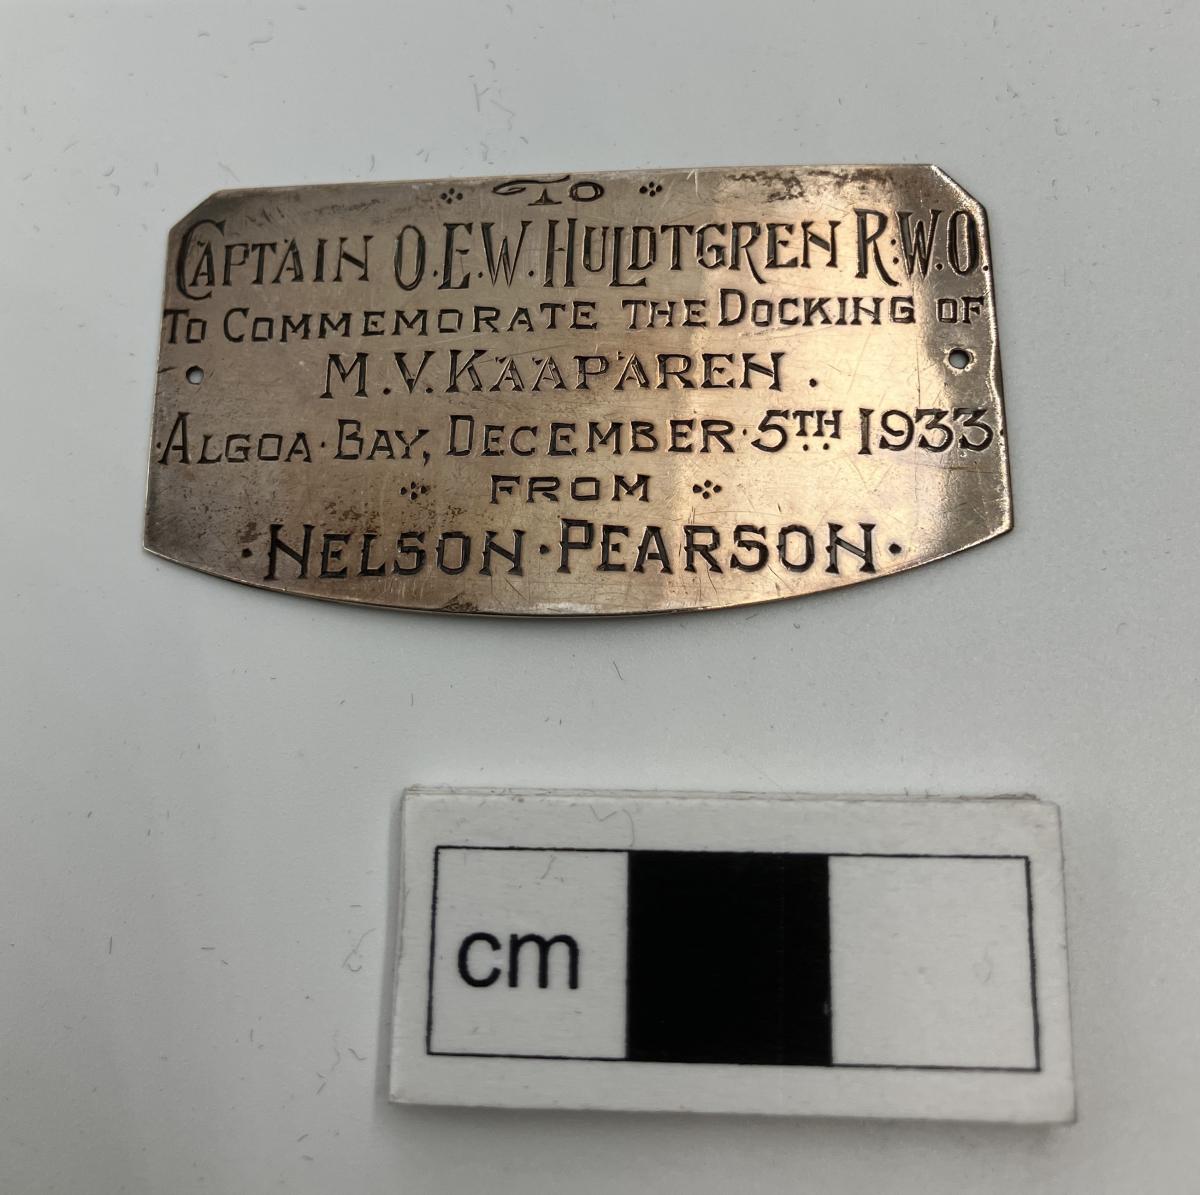 TO
CAPTAIN O.E.W. HULDTGREN R.W.O.
TO COMMEMORATE THE DOCKING OF
M.V. KAAPAREN.
ALGOA·BAY, DECEMBER·5TH 1933
FROM
·NELSON·PEARSON·
cm